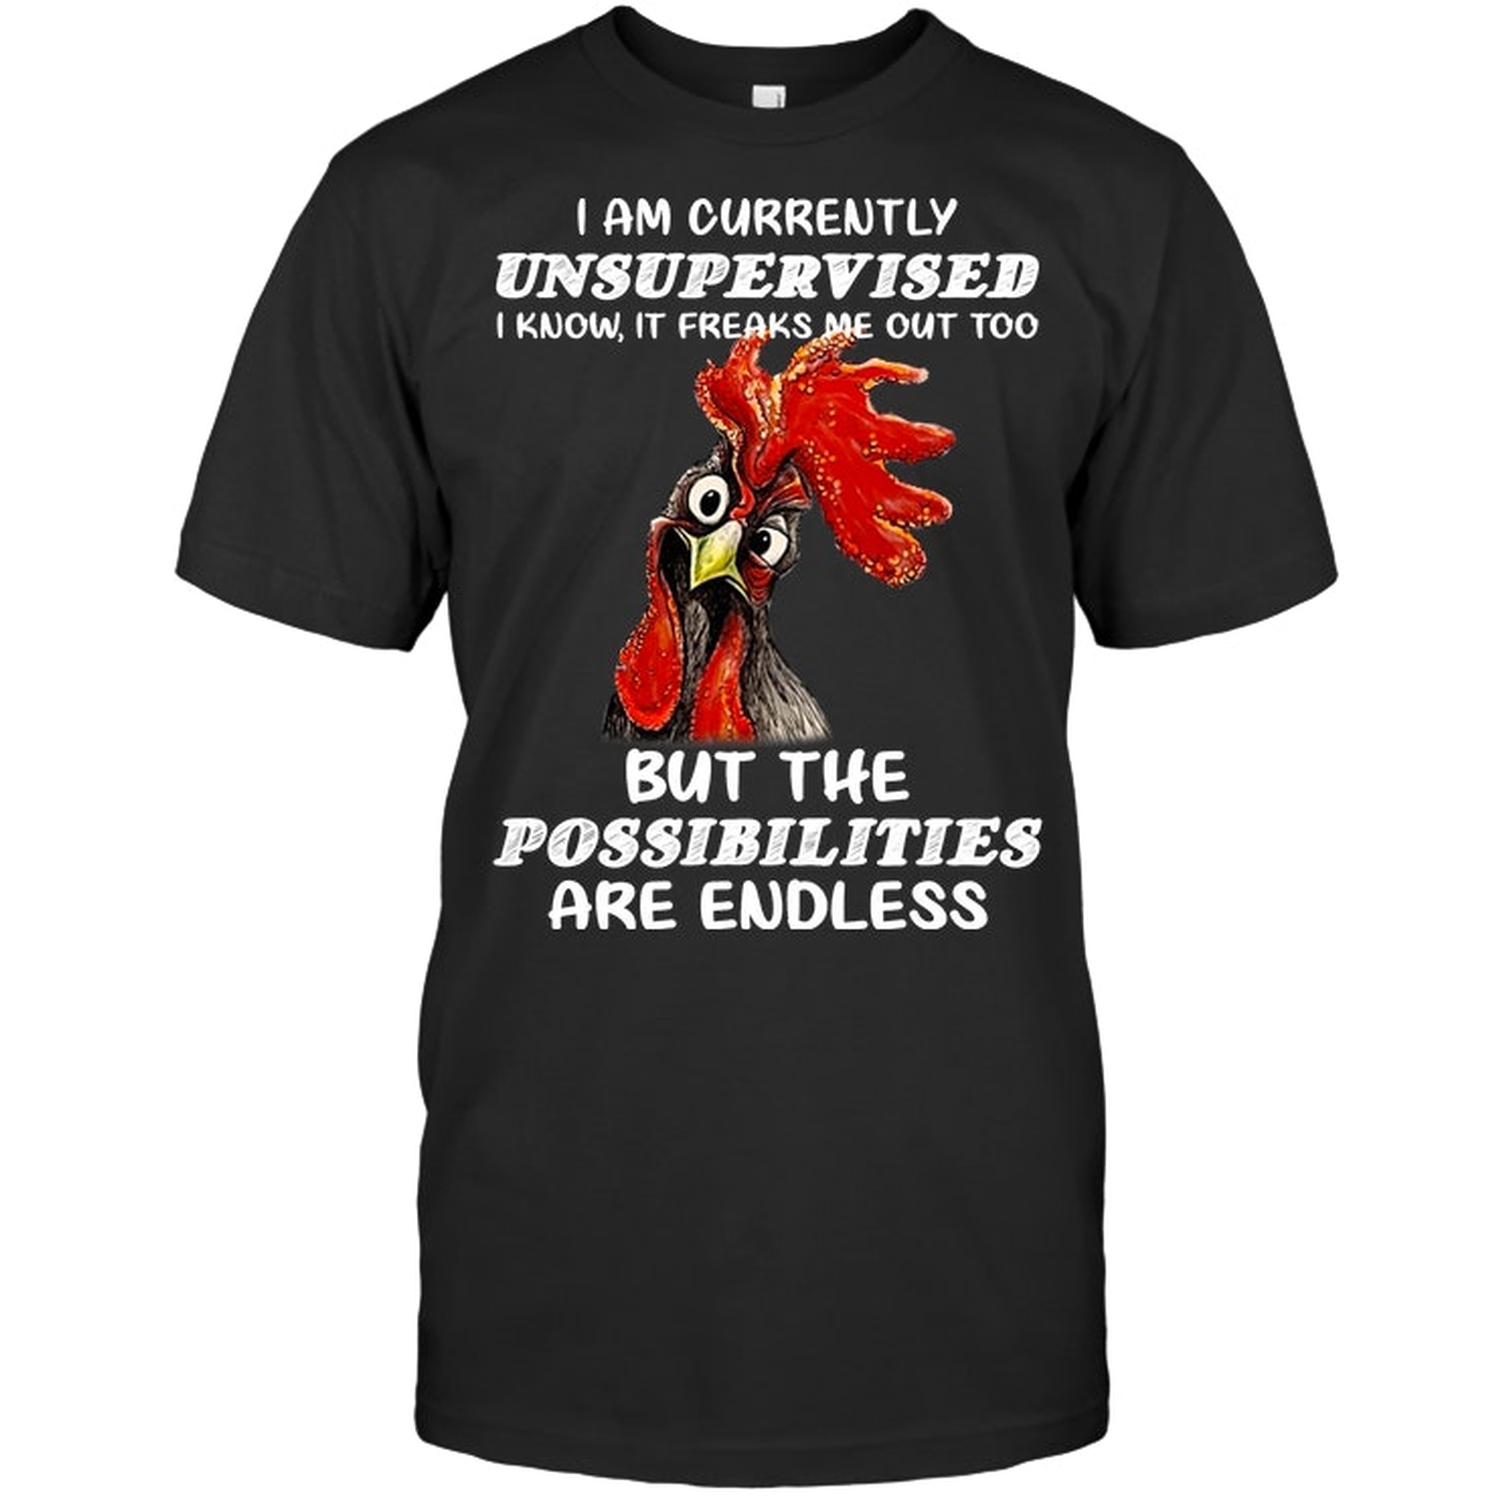 I AM CURRENTLY
UNSUPERVISED
I KNOW, IT FREAKS ME OUT TOO
BUT THE
POSSIBILITIES
ARE ENDLESS